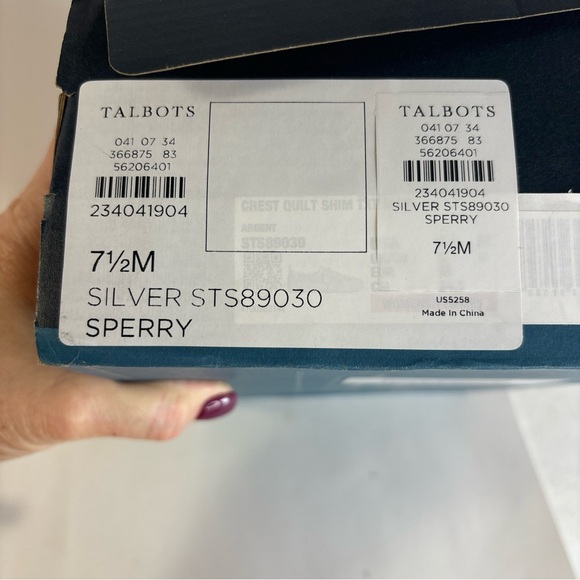 TALBOTS
041 07 34
366875 83
56206401
234041904
7½M
SILVER STS89030
SPERRY
TALBOTS
041 07 34
366875 83
56206401
234041904
SILVER STS89030
SPERRY
7½M
US5258
Made In China
CREST QUILT SHIM TXT
ARGENT
STS89030